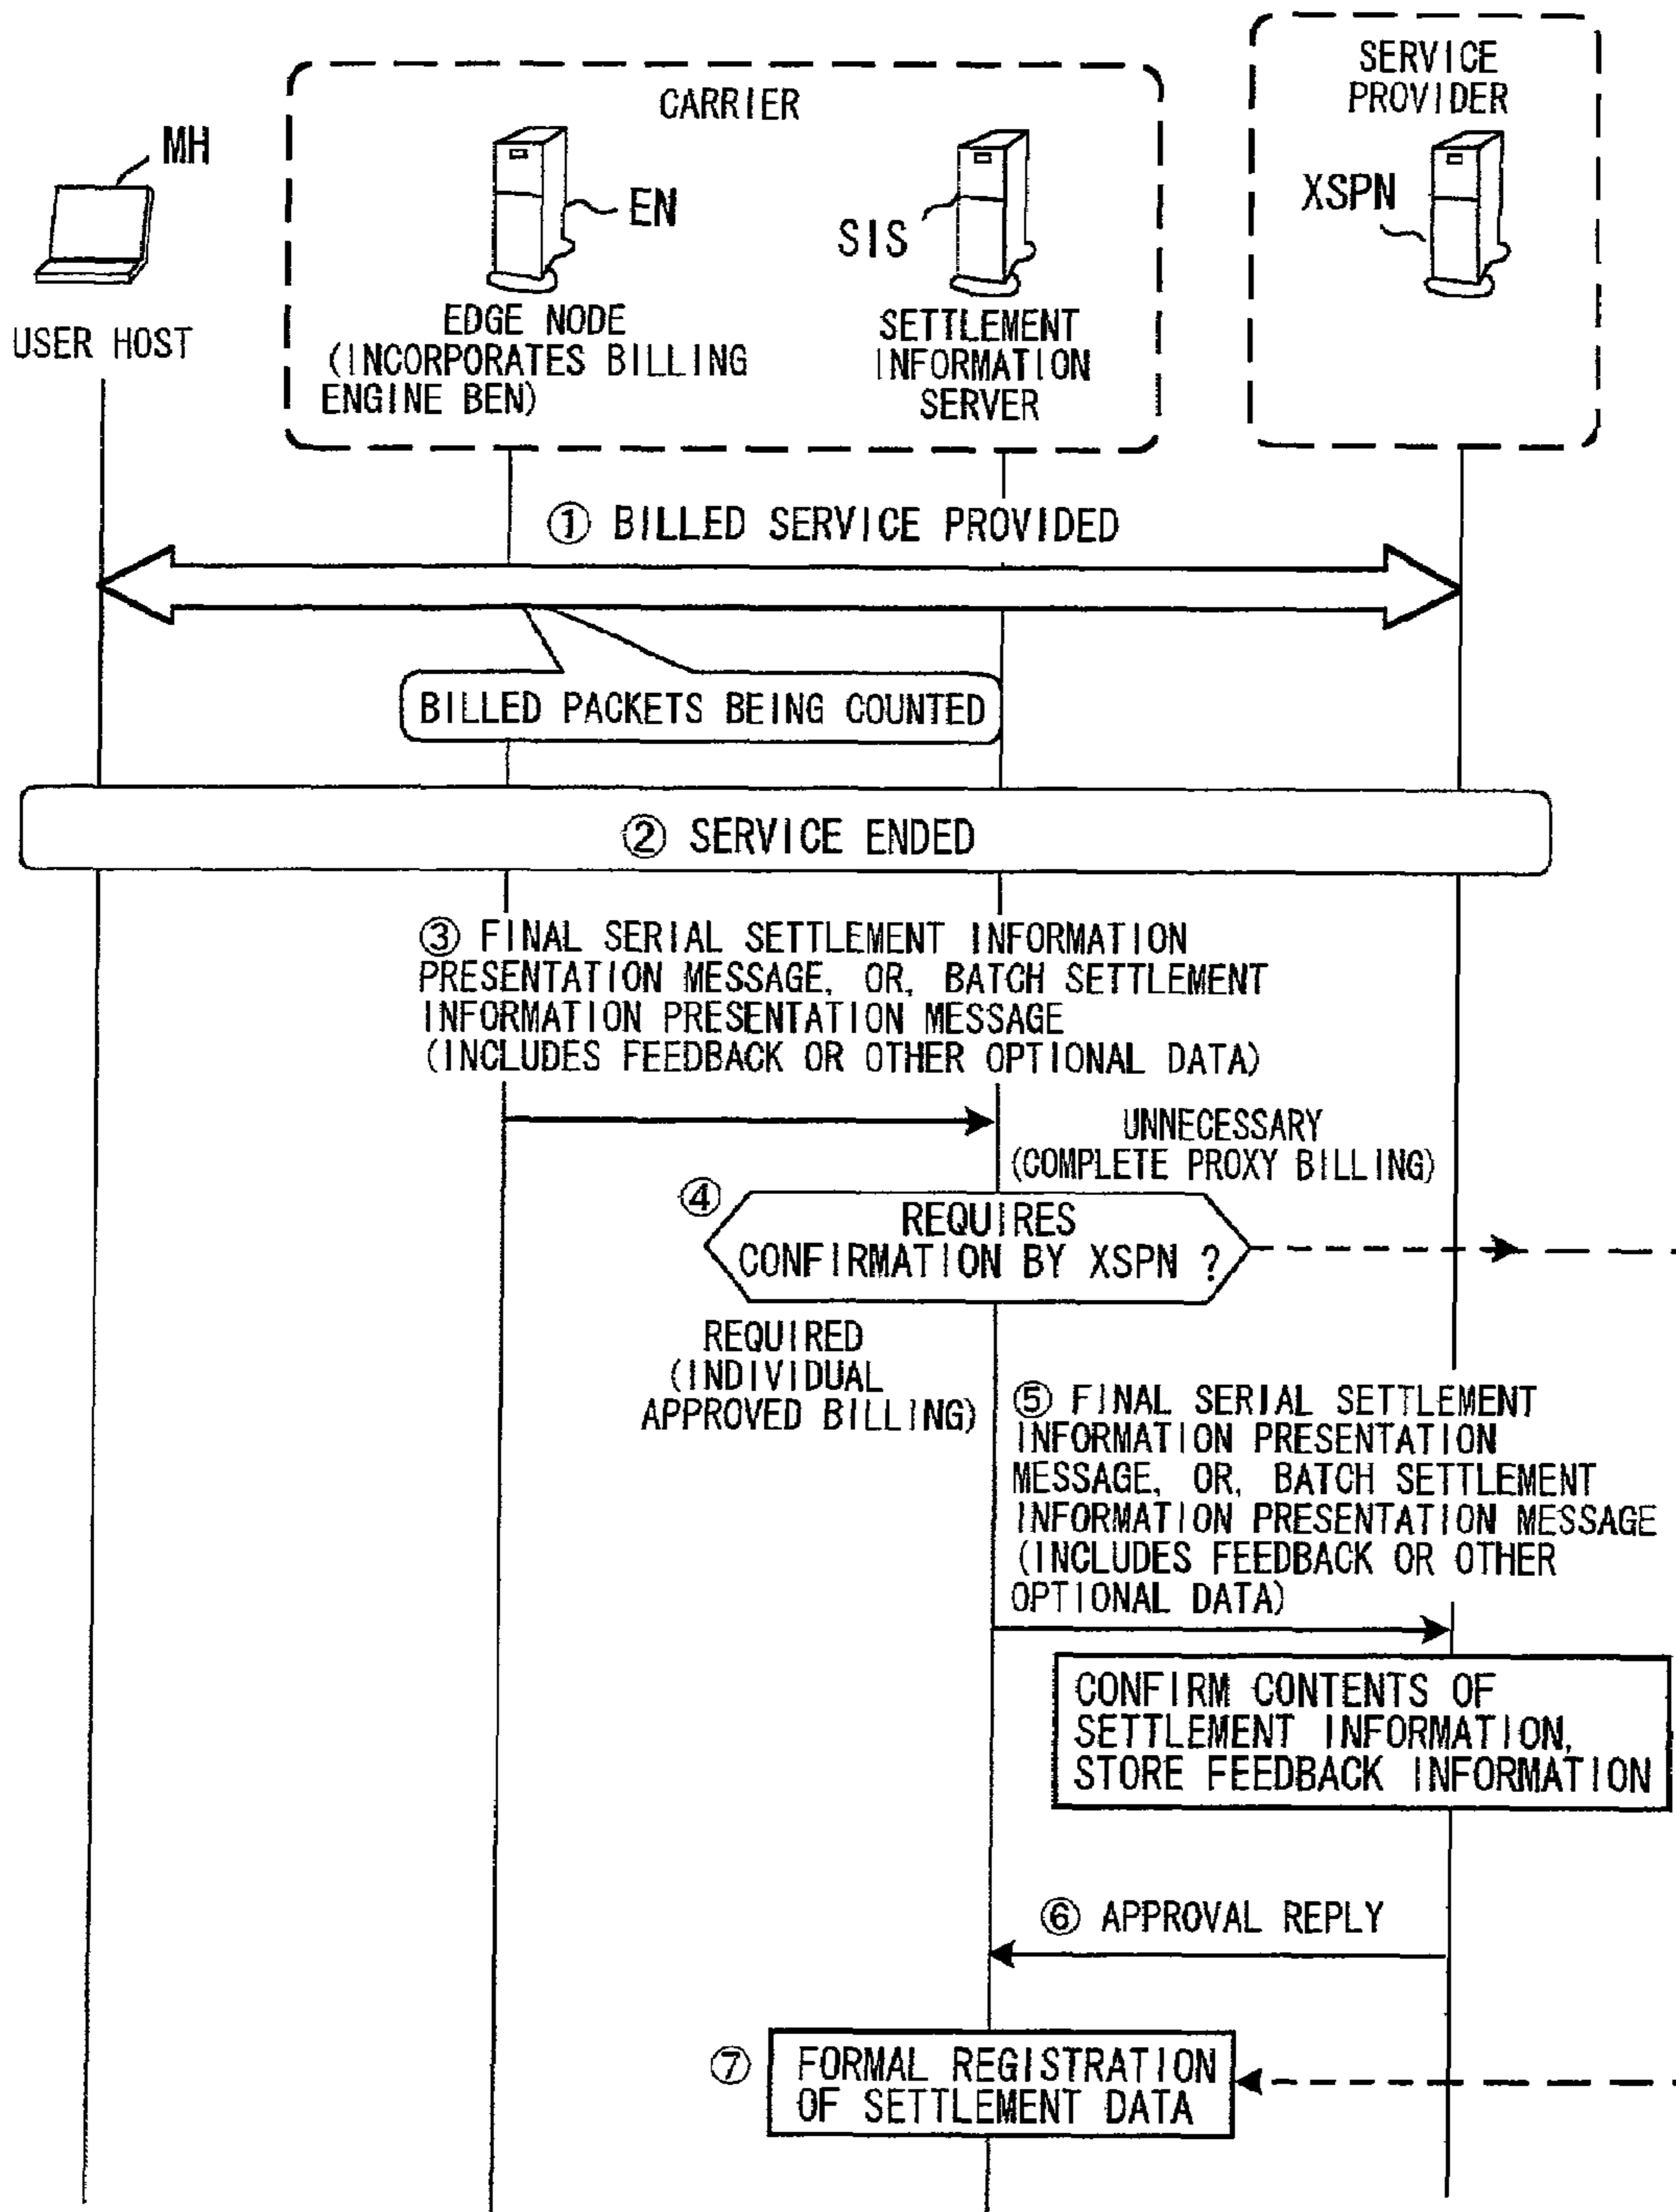 SERVICE
PROVIDER
CARRIER
MH
EN
SIS
XSPN
USER HOST
EDGE NODE
(INCORPORATES BILLING
ENGINE BEN)
SETTLEMENT
INFORMATION
SERVER
① BILLED SERVICE PROVIDED
BILLED PACKETS BEING COUNTED
② SERVICE ENDED
③ FINAL SERIAL SETTLEMENT INFORMATION
PRESENTATION MESSAGE, OR, BATCH SETTLEMENT
INFORMATION PRESENTATION MESSAGE
(INCLUDES FEEDBACK OR OTHER OPTIONAL DATA)
UNNECESSARY
(COMPLETE PROXY BILLING)
④
REQUIRES
CONFIRMATION BY XSPN ?
REQUIRED
(INDIVIDUAL
APPROVED BILLING)
⑤ FINAL SERIAL SETTLEMENT
INFORMATION PRESENTATION
MESSAGE, OR, BATCH SETTLEMENT
INFORMATION PRESENTATION MESSAGE
(INCLUDES FEEDBACK OR OTHER
OPTIONAL DATA)
CONFIRM CONTENTS OF
SETTLEMENT INFORMATION,
STORE FEEDBACK INFORMATION
⑥ APPROVAL REPLY
⑦
FORMAL REGISTRATION
OF SETTLEMENT DATA